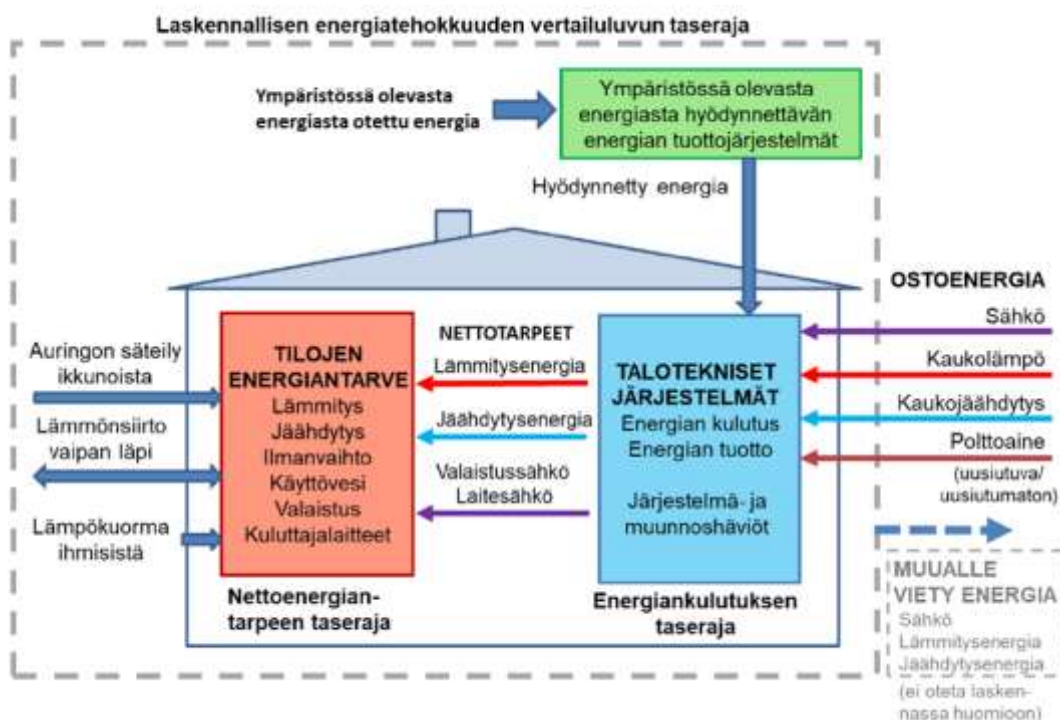 Laskennallisen energiatehokkuuden vertailuluvun taseraja
Ympäristössä olevasta
energiasta otettu energia
Ympäristössä olevasta
energiasta hyödynnettävän
energian tuottojärjestelmät
Hyödynnetty energia
OSTOENERGIA
Sähkö
Kaukolämpö
Kaukojäähdytys
Polttoaine
(uusiutuva/
uusiutumaton)
Auringon säteily
ikkunoista
Lämmönsiirto
vaipan läpi
Lämpökuorma
ihmisistä
TILOJEN
ENERGIANTARVE
Lämmitys
Jäähdytys
Ilmanvaihto
Käyttövesi
Valaistus
Kuluttajalaitteet
Nettoenergian-
tarpeen taseraja
NETTOTARPEET
Lämmitysenergia
Jäähdytysenergia
Valaistussähkö
Laitesähkö
TALOTEKNISET
JÄRJESTELMÄT
Energian kulutus
Energian tuotto
Järjestelmä- ja
muunnoshäviöt
Energiankulutuksen
taseraja
MUUALLE
VIETY ENERGIA
Sähkö
Lämmitysenergia
Jäähdytysenergia
(ei oteta lasken-
nassa huomioon)